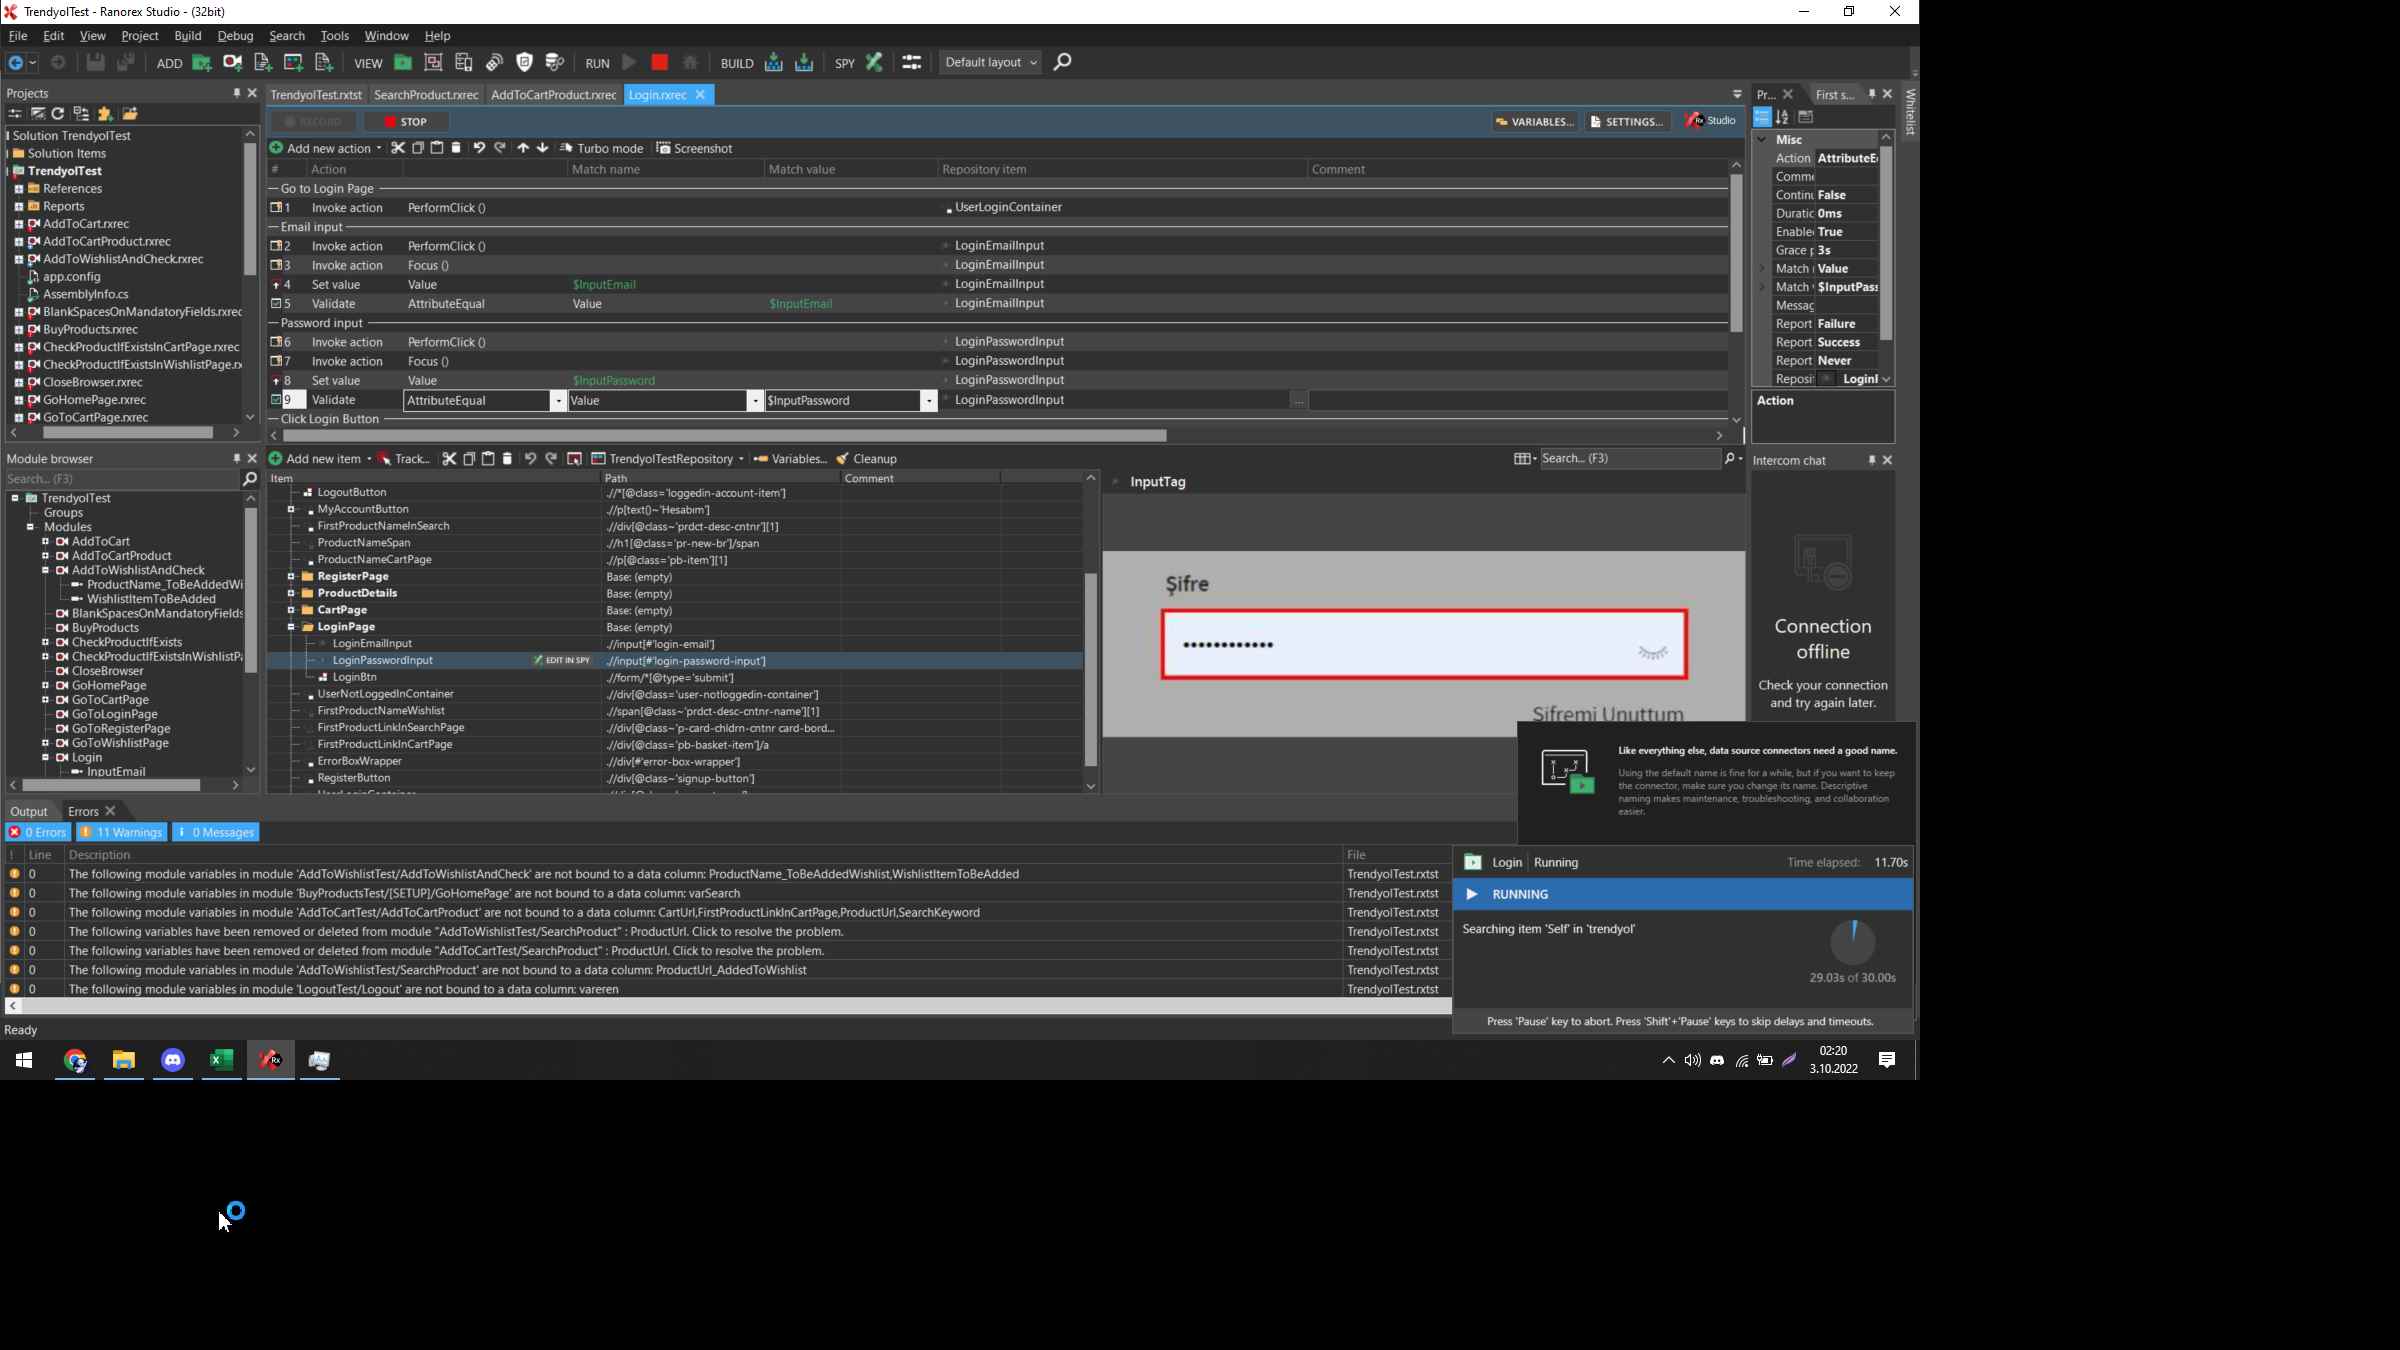 TrendyolTest - Ranorex Studio - (32bit)
File Edit View Project Build Debug Search Tools Window Help
ADD VIEW RUN BUILD SPY Default layout
Projects
Solution TrendyolTest
Solution Items
TrendyolTest
References
Reports
AddToCart.rxrec
AddToCartProduct.rxrec
AddToWishlistAndCheck.rxrec
app.config
AssemblyInfo.cs
BlankSpacesOnMandatoryFields.rxrec
BuyProducts.rxrec
CheckProductIfExistsInCartPage.rxrec
CheckProductIfExistsInWishlistPage.rx
CloseBrowser.rxrec
GoHomePage.rxrec
GoToCartPage.rxrec
TrendyolTest.rxtst SearchProduct.rxrec AddToCartProduct.rxrec Login.rxrec
RECORD STOP VARIABLES... SETTINGS... Rx Studio
Add new action Turbo mode Screenshot
# Action Match name Match value Repository item Comment
Go to Login Page
1 Invoke action PerformClick () UserLoginContainer
Email input
2 Invoke action PerformClick () LoginEmailInput
3 Invoke action Focus () LoginEmailInput
4 Set value Value $InputEmail LoginEmailInput
5 Validate AttributeEqual Value $InputEmail LoginEmailInput
Password input
6 Invoke action PerformClick () LoginPasswordInput
7 Invoke action Focus () LoginPasswordInput
8 Set value Value $InputPassword LoginPasswordInput
9 Validate AttributeEqual Value $InputPassword LoginPasswordInput ...
Click Login Button
Pr... First s...
Whitelist
Misc
Action AttributeE
Comme
Continu False
Duratic 0ms
Enable True
Grace p 3s
Match Value
Match $InputPass
Messag
Report Failure
Report Success
Report Never
Reposit LoginI
Action
Module browser
Search... (F3)
TrendyolTest
Groups
Modules
AddToCart
AddToCartProduct
AddToWishlistAndCheck
ProductName_ToBeAddedWi
WishlistItemToBeAdded
BlankSpacesOnMandatoryFields
BuyProducts
CheckProductIfExists
CheckProductIfExistsInWishlistPa
CloseBrowser
GoHomePage
GoToCartPage
GoToLoginPage
GoToRegisterPage
GoToWishlistPage
Login
InputEmail
Add new item Track... TrendyolTestRepository Variables... Cleanup Search... (F3)
Item Path Comment
LogoutButton .//*[@class='loggedin-account-item']
MyAccountButton .//p[text()~'Hesabım']
FirstProductNameInSearch .//div[@class~'prdct-desc-cntnr'][1]
ProductNameSpan .//h1[@class='pr-new-br']/span
ProductNameCartPage .//p[@class='pb-item'][1]
RegisterPage Base: (empty)
ProductDetails Base: (empty)
CartPage Base: (empty)
LoginPage Base: (empty)
LoginEmailInput .//input[#'login-email']
LoginPasswordInput EDIT IN SPY .//input[#'login-password-input']
LoginBtn .//form/*[@type='submit']
UserNotLoggedInContainer .//div[@class='user-notloggedin-container']
FirstProductNameWishlist .//span[@class~'prdct-desc-cntnr-name'][1]
FirstProductLinkInSearchPage .//div[@class~'p-card-chldrn-cntnr card-bord...
FirstProductLinkInCartPage .//div[@class='pb-basket-item']/a
ErrorBoxWrapper .//div[#'error-box-wrapper']
RegisterButton .//div[@class~'signup-button']
InputTag
Şifre
••••••••••••
Şifremi Unuttum
Intercom chat
Connection
offline
Check your connection
and try again later.
Like everything else, data source connectors need a good name.
Using the default name is fine for a while, but if you want to keep
the connector, make sure you change its name. Descriptive
naming makes maintenance, troubleshooting, and collaboration
easier.
Output Errors
0 Errors 11 Warnings 0 Messages
! Line Description File
0 The following module variables in module 'AddToWishlistTest/AddToWishlistAndCheck' are not bound to a data column: ProductName_ToBeAddedWishlist,WishlistItemToBeAdded TrendyolTest.rxtst
0 The following module variables in module 'BuyProductsTest/[SETUP]/GoHomePage' are not bound to a data column: varSearch TrendyolTest.rxtst
0 The following module variables in module 'AddToCartTest/AddToCartProduct' are not bound to a data column: CartUrl,FirstProductLinkInCartPage,ProductUrl,SearchKeyword TrendyolTest.rxtst
0 The following variables have been removed or deleted from module "AddToWishlistTest/SearchProduct" : ProductUrl. Click to resolve the problem. TrendyolTest.rxtst
0 The following variables have been removed or deleted from module "AddToCartTest/SearchProduct" : ProductUrl. Click to resolve the problem. TrendyolTest.rxtst
0 The following module variables in module 'AddToWishlistTest/SearchProduct' are not bound to a data column: ProductUrl_AddedToWishlist TrendyolTest.rxtst
0 The following module variables in module 'LogoutTest/Logout' are not bound to a data column: vareren TrendyolTest.rxtst
Login Running Time elapsed: 11.70s
RUNNING
Searching item 'Self' in 'trendyol'
29.03s of 30.00s
Press 'Pause' key to abort. Press 'Shift'+'Pause' keys to skip delays and timeouts.
Ready
02:20
3.10.2022